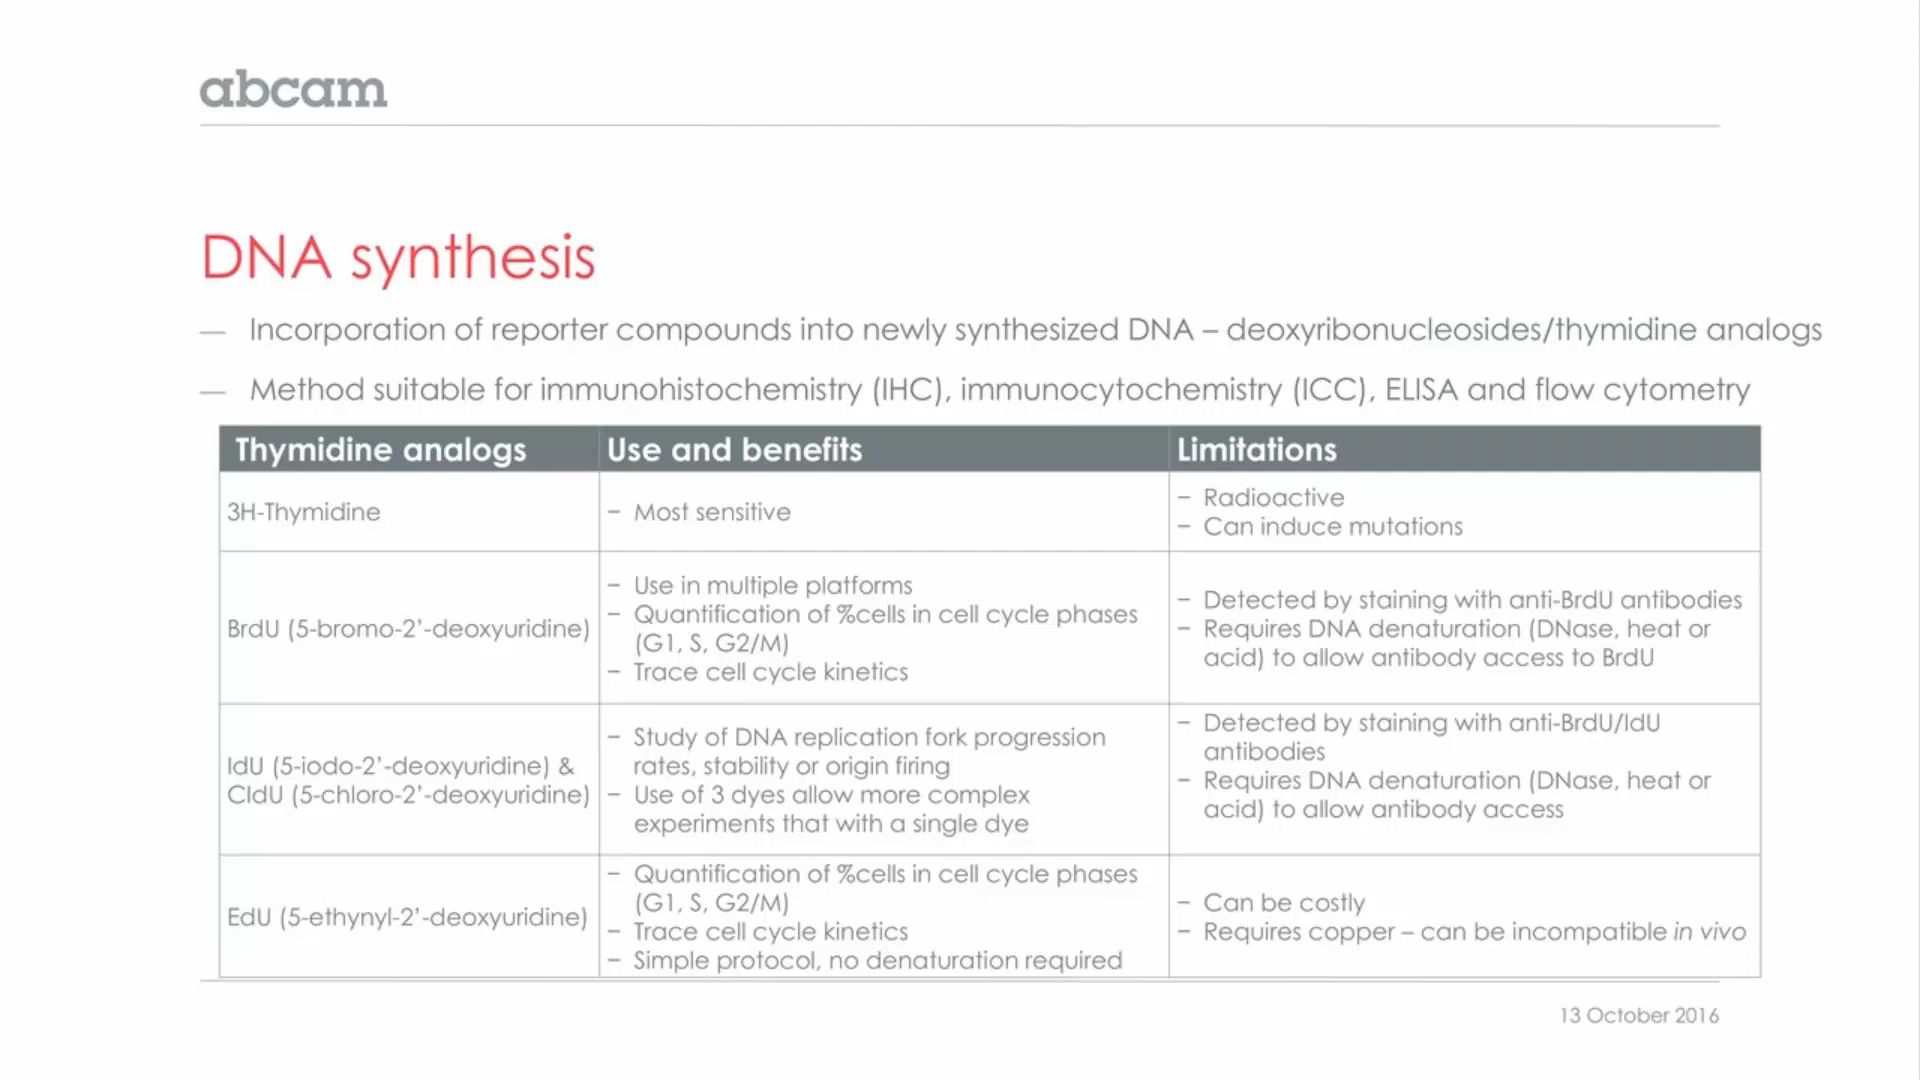 abcam
DNA synthesis
— Incorporation of reporter compounds into newly synthesized DNA – deoxyribonucleosides/thymidine analogs
— Method suitable for immunohistochemistry (IHC), immunocytochemistry (ICC), ELISA and flow cytometry
Thymidine analogs Use and benefits Limitations
3H-Thymidine
– Most sensitive
– Radioactive
– Can induce mutations
BrdU (5-bromo-2’-deoxyuridine)
– Use in multiple platforms
– Quantification of %cells in cell cycle phases
(G1, S, G2/M)
– Trace cell cycle kinetics
– Detected by staining with anti-BrdU antibodies
– Requires DNA denaturation (DNase, heat or
acid) to allow antibody access to BrdU
IdU (5-iodo-2’-deoxyuridine) &
CldU (5-chloro-2’-deoxyuridine)
– Study of DNA replication fork progression
rates, stability or origin firing
– Use of 3 dyes allow more complex
experiments that with a single dye
– Detected by staining with anti-BrdU/IdU
antibodies
– Requires DNA denaturation (DNase, heat or
acid) to allow antibody access
EdU (5-ethynyl-2’-deoxyuridine)
– Quantification of %cells in cell cycle phases
(G1, S, G2/M)
– Trace cell cycle kinetics
– Simple protocol, no denaturation required
– Can be costly
– Requires copper – can be incompatible in vivo
13 October 2016